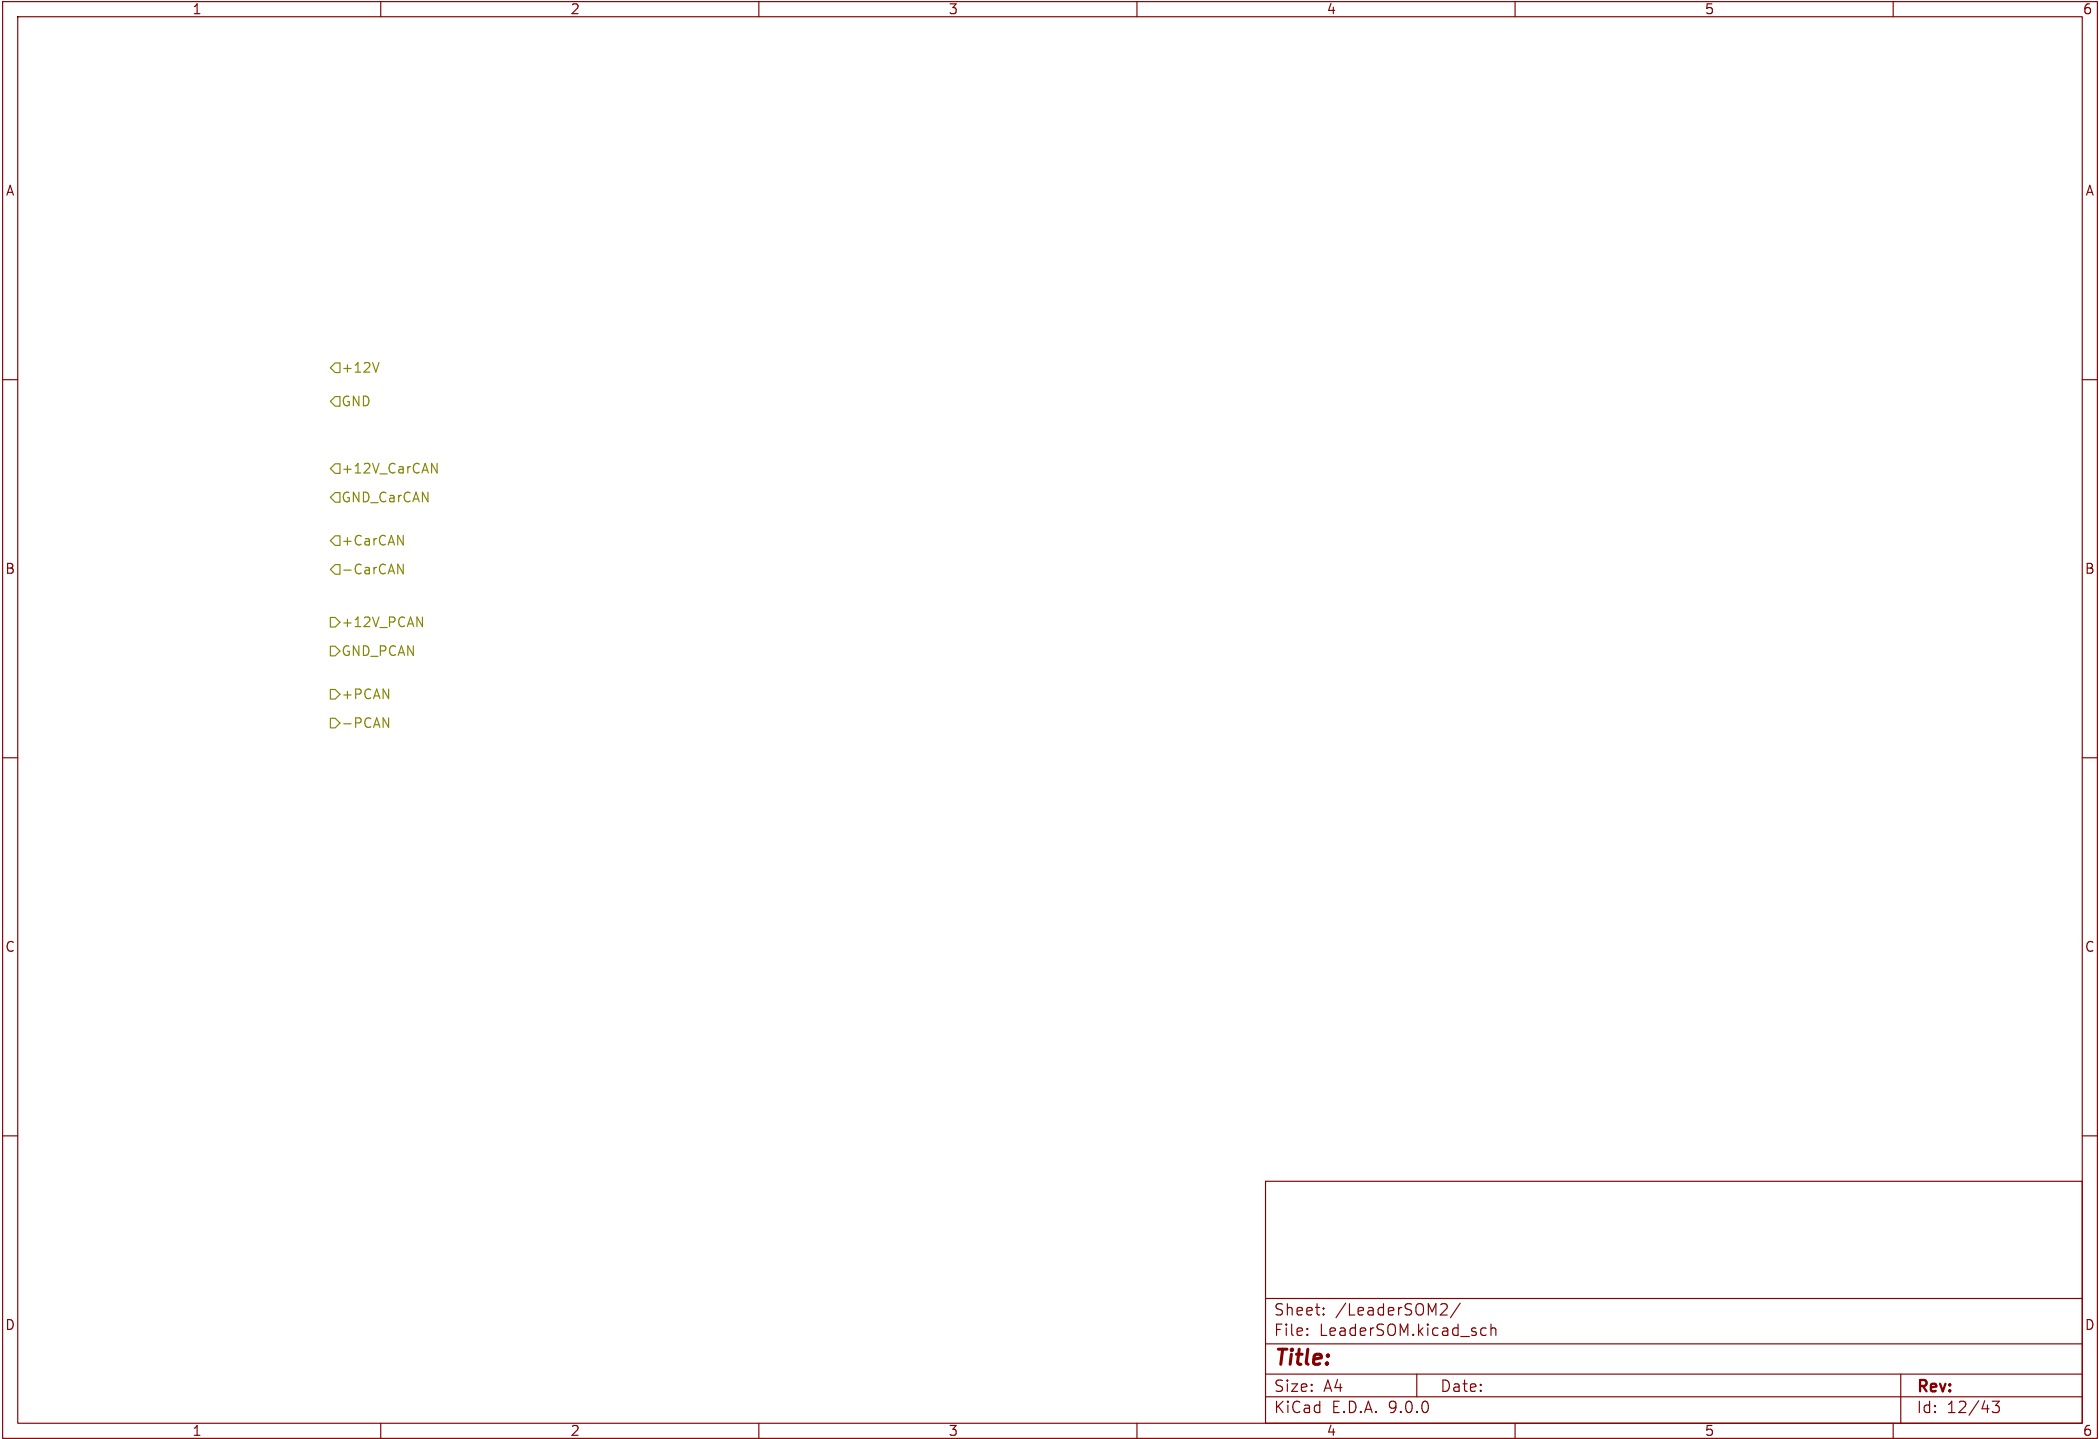 1 2 3 4 5 6
A A
+12V
GND
+12V_CarCAN
GND_CarCAN
+CarCAN
B B
-CarCAN
+12V_PCAN
GND_PCAN
+PCAN
-PCAN
C C
Sheet: /LeaderSOM2/
D D
File: LeaderSOM.kicad_sch
Title:
Size: A4 Date: Rev:
KiCad E.D.A. 9.0.0 Id: 12/43
1 2 3 4 5 6